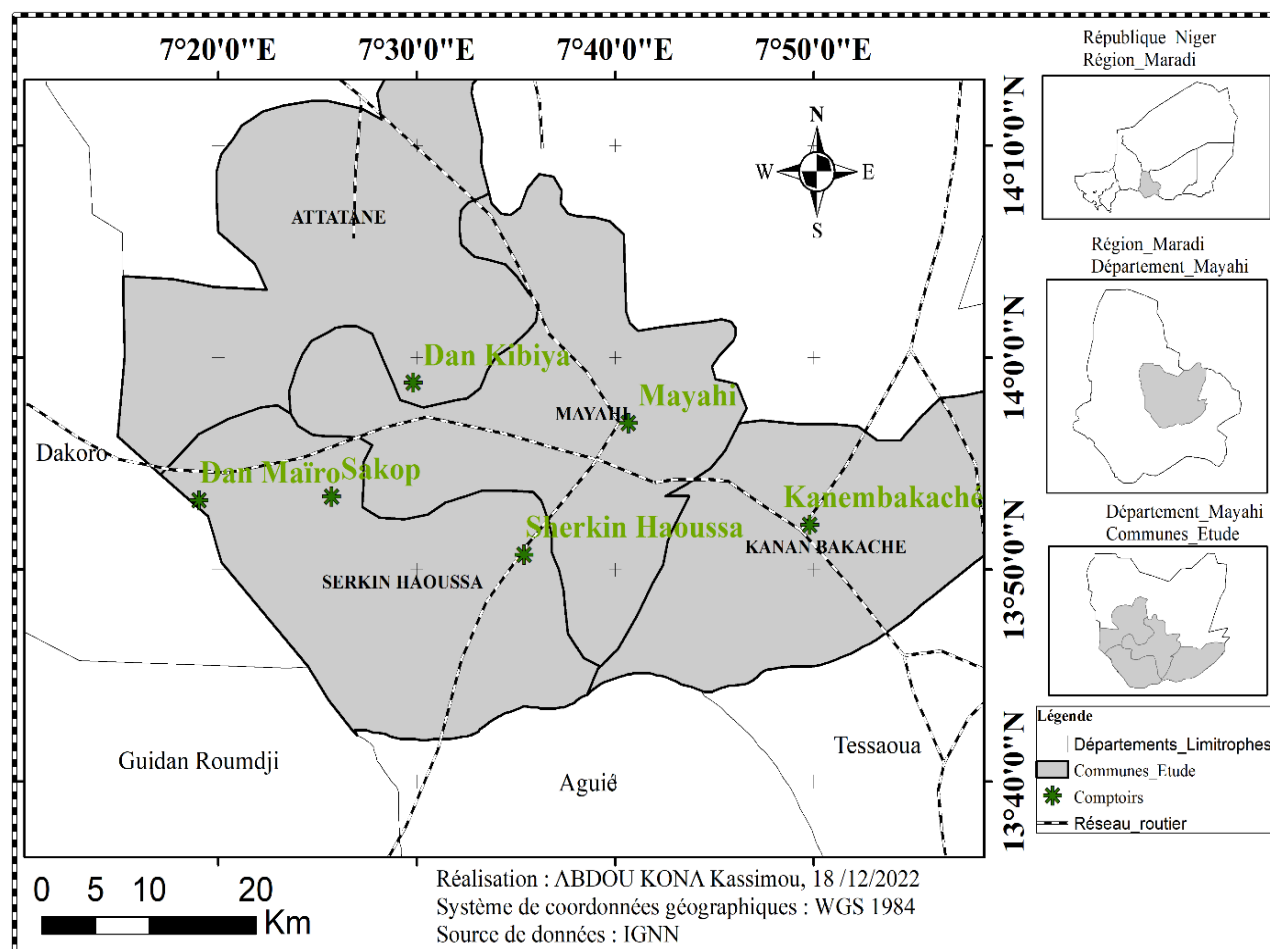 7°20'0"E 7°30'0"E 7°40'0"E 7°50'0"E
14°10'0"N
14°0'0"N
13°50'0"N
13°40'0"N
N
W E
S
ATTATANE
Dan Kibiya
Mayahi
MAYAHI
Dakoro
Dan Maïro
Sakop
Kanembakache
Sherkin Haoussa
KANAN BAKACHE
SERKIN HAOUSSA
Guidan Roumdji
Aguié
Tessaoua
0 5 10 20
Km
Réalisation : ABDOU KONA Kassimou, 18 /12/2022
Système de coordonnées géographiques : WGS 1984
Source de données : IGNN
République Niger
Région_Maradi
Région_Maradi
Département_Mayahi
Département_Mayahi
Communes_Etude
Légende
Départements_Limitrophes
Communes_Etude
Comptoirs
Réseau_routier